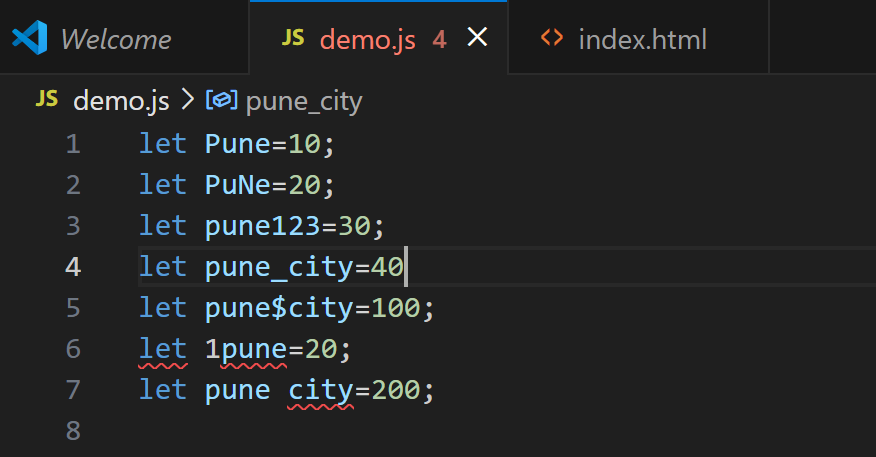 Welcome JS demo.js 4 × <> index.html
JS demo.js > pune_city
1 let Pune=10;
2 let PuNe=20;
3 let pune123=30;
4 let pune_city=40
5 let pune$city=100;
6 let 1pune=20;
7 let pune city=200;
8